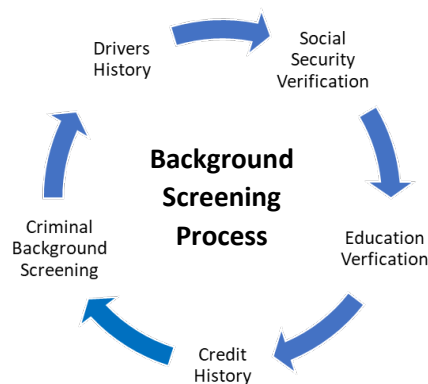 Drivers
History
Social
Security
Verification
Background
Screening
Process
Education
Verfication
Credit
History
Criminal
Background
Screening